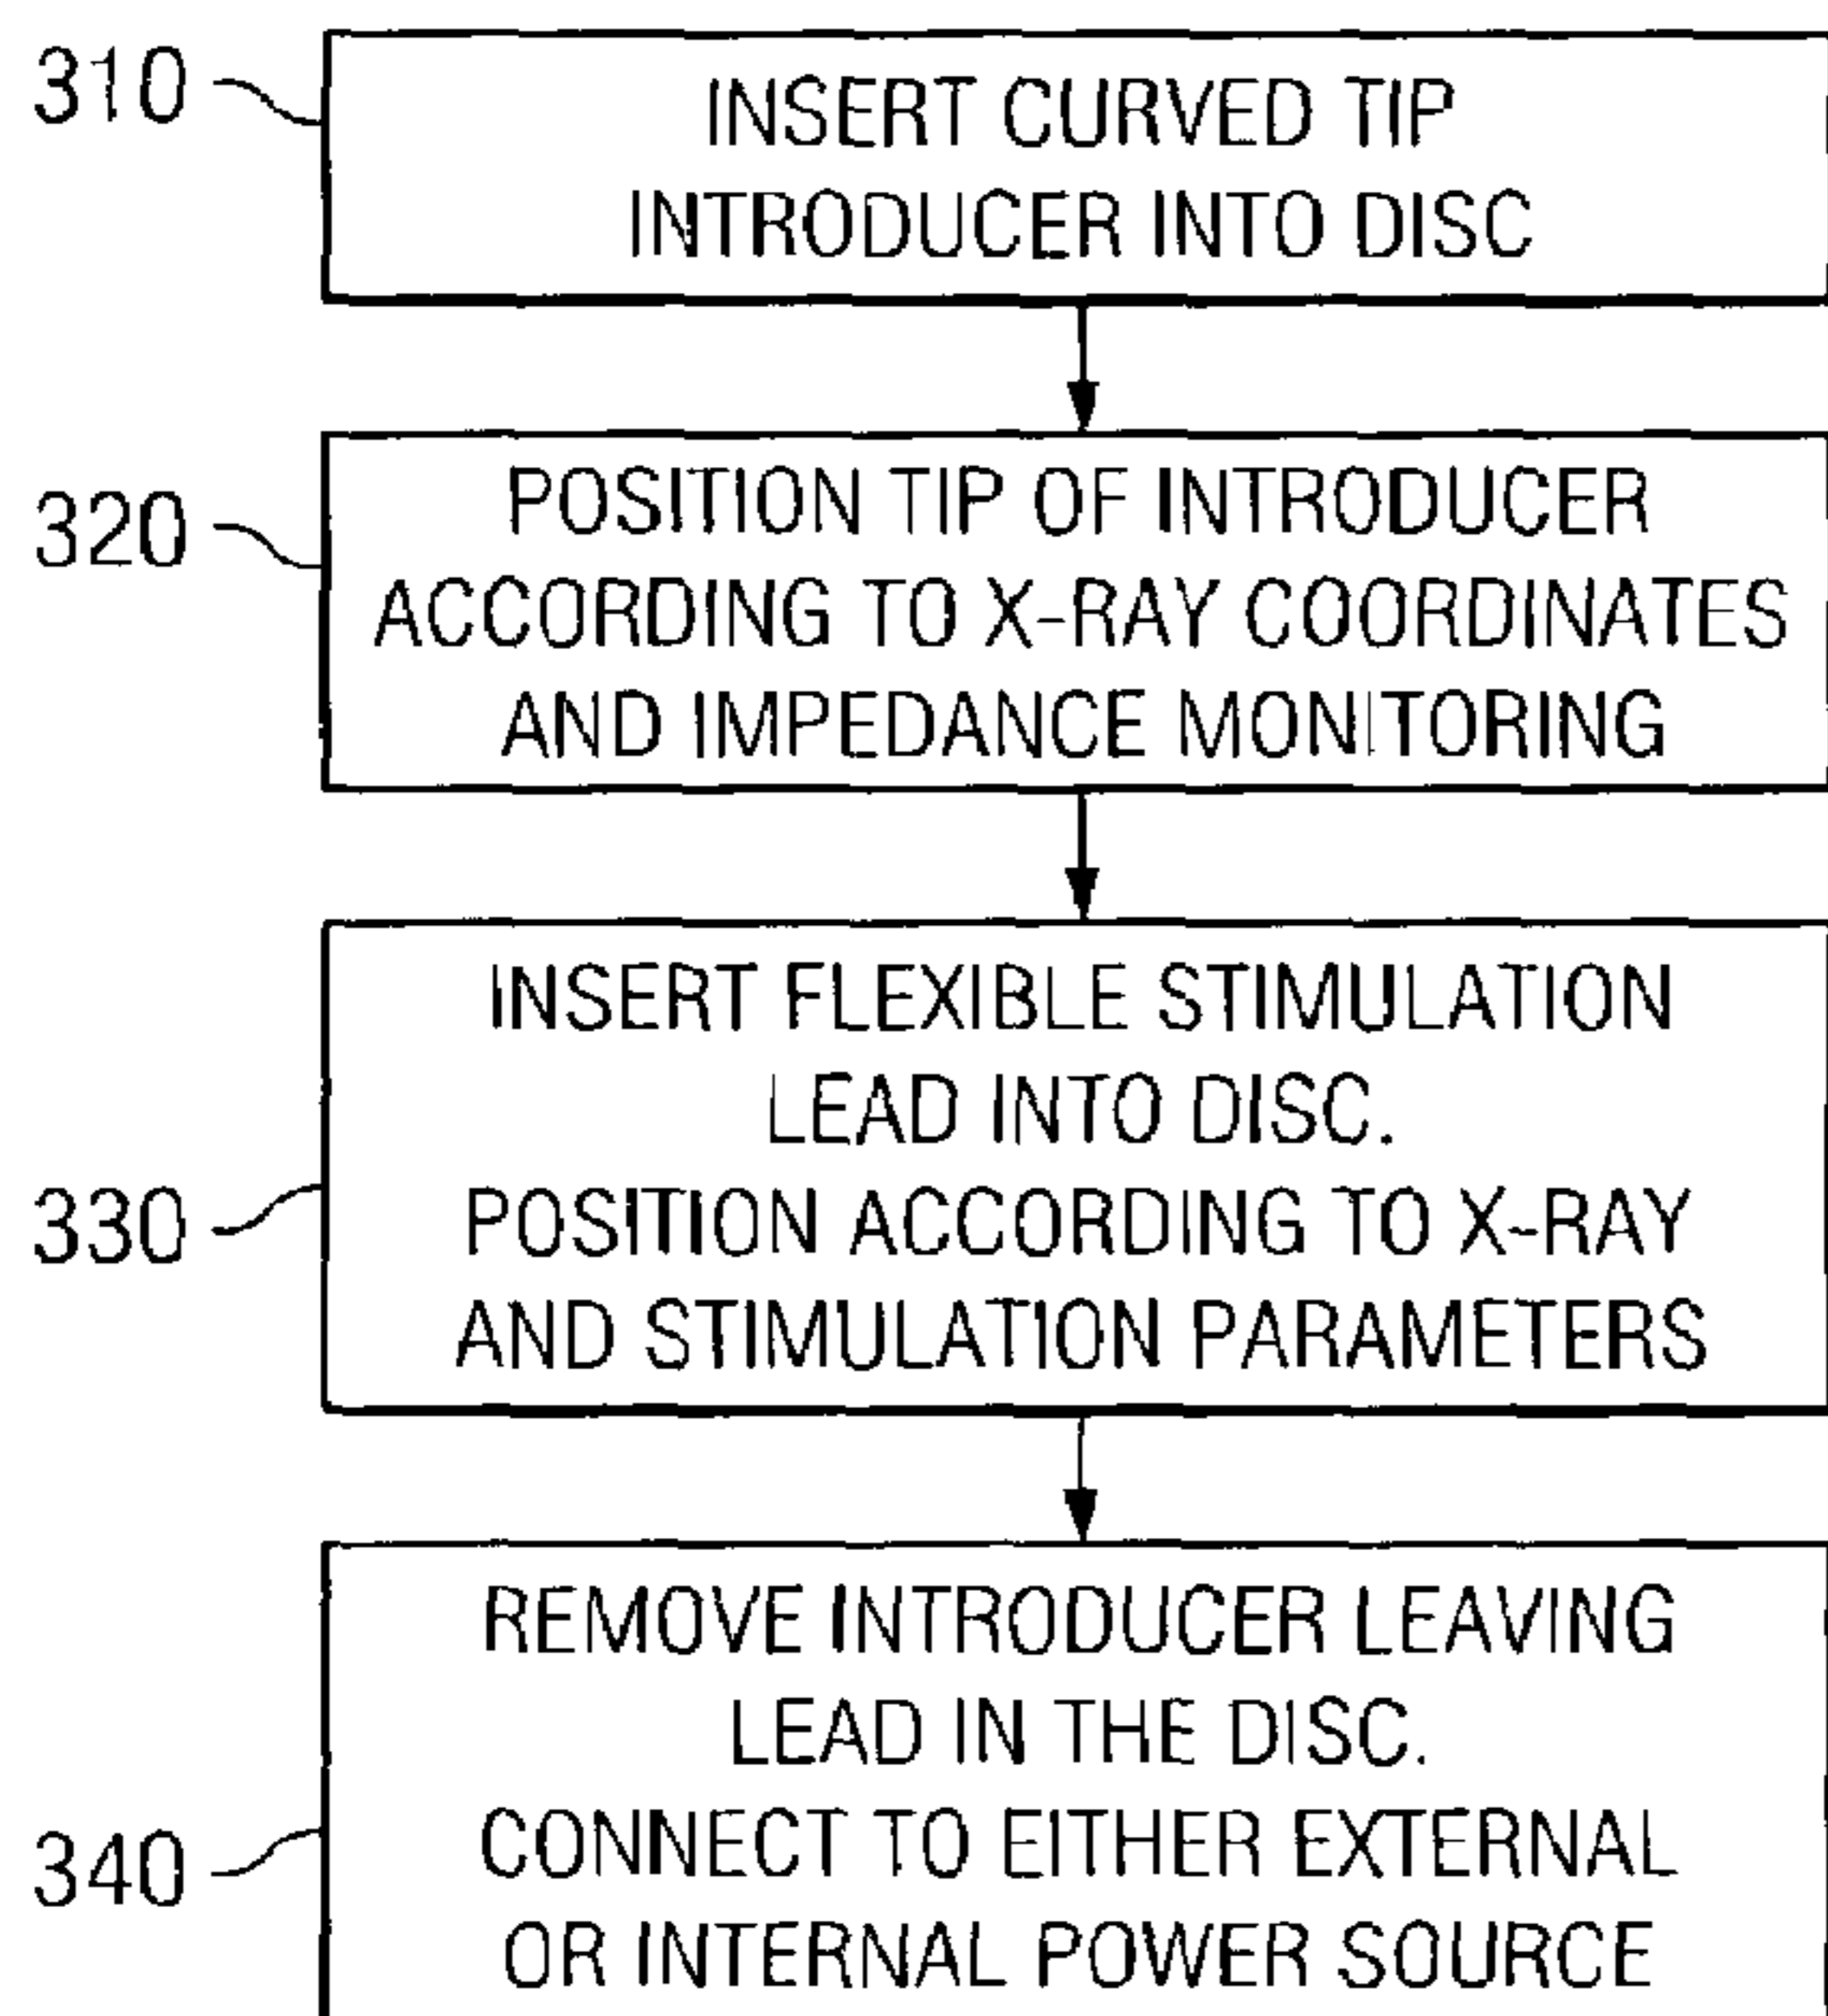 310
INSERT CURVED TIP
INTRODUCER INTO DISC
320
POSITION TIP OF INTRODUCER
ACCORDING TO X-RAY COORDINATES
AND IMPEDANCE MONITORING
330
INSERT FLEXIBLE STIMULATION
LEAD INTO DISC.
POSITION ACCORDING TO X-RAY
AND STIMULATION PARAMETERS
340
REMOVE INTRODUCER LEAVING
LEAD IN THE DISC.
CONNECT TO EITHER EXTERNAL
OR INTERNAL POWER SOURCE